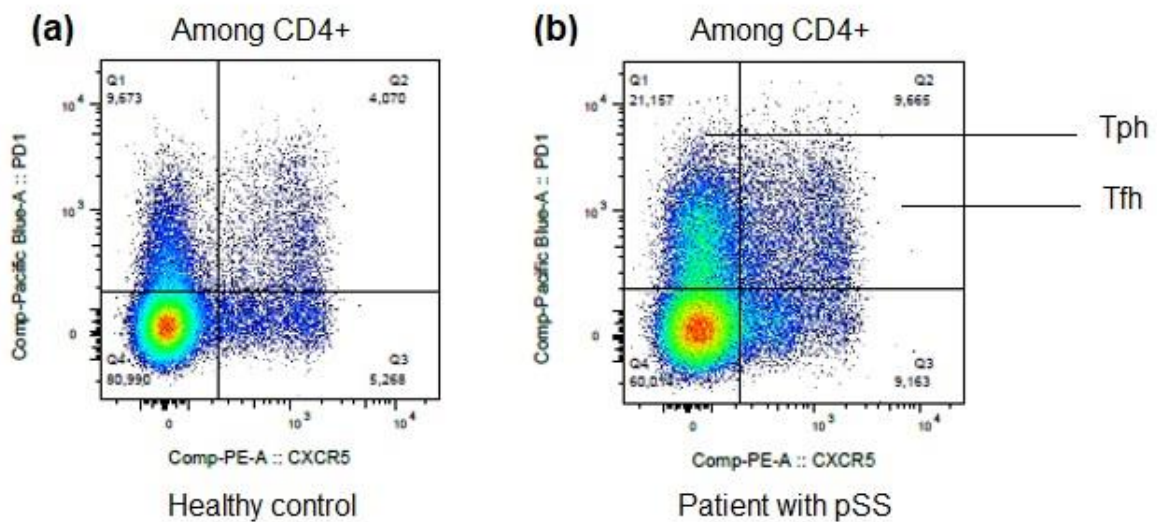 (a) Among CD4+
Q1
9,673
Q2
4,070
10⁴
10³
0
Q4
80,990
Q3
5,268
0 10³ 10⁴
Comp-Pacific Blue-A :: PD1
Comp-PE-A :: CXCR5
Healthy control
(b) Among CD4+
Q1
21,157
Q2
9,665
10⁴
10³
0
Q4
Q3
9,163
0 10³ 10⁴
Comp-Pacific Blue-A :: PD1
Comp-PE-A :: CXCR5
Patient with pSS
Tph
Tfh